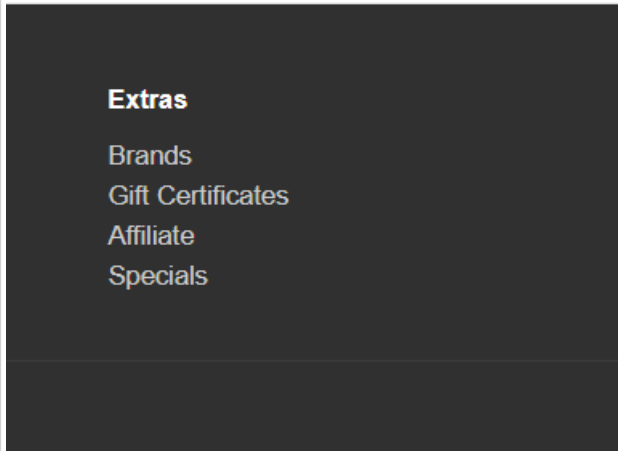 Extras
Brands
Gift Certificates
Affiliate
Specials